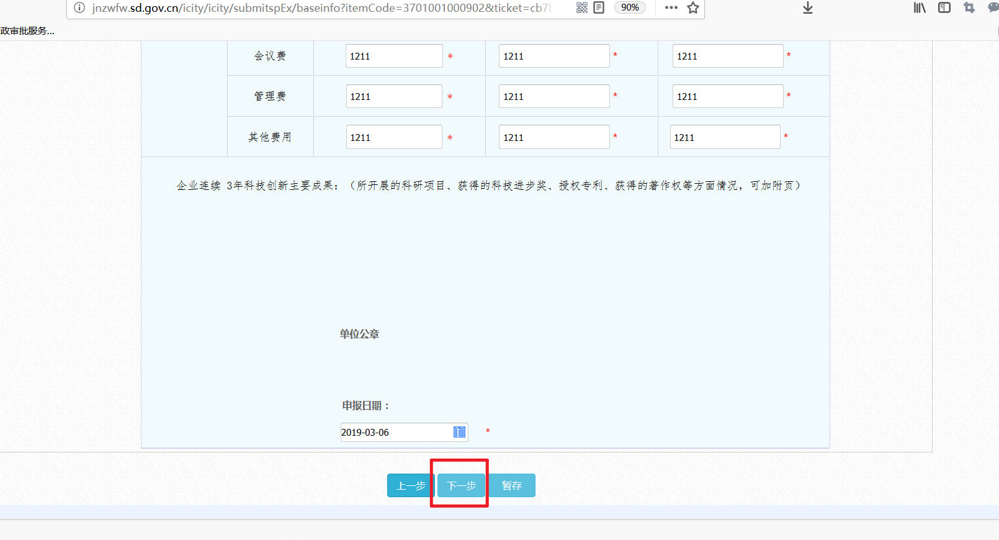 jnzwfw.sd.gov.cn/icity/icity/submitspEx/baseinfo?itemCode=3701001000902&ticket=cb7b
90%
政审批服务...
会议费 1211 * 1211 * 1211 *
管理费 1211 * 1211 * 1211 *
其他费用 1211 * 1211 * 1211 *
企业连续 3年科技创新主要成果：（所开展的科研项目、获得的科技进步奖、授权专利、获得的著作权等方面情况，可加附页）
单位公章
申报日期：
2019-03-06 *
上一步 下一步 暂存